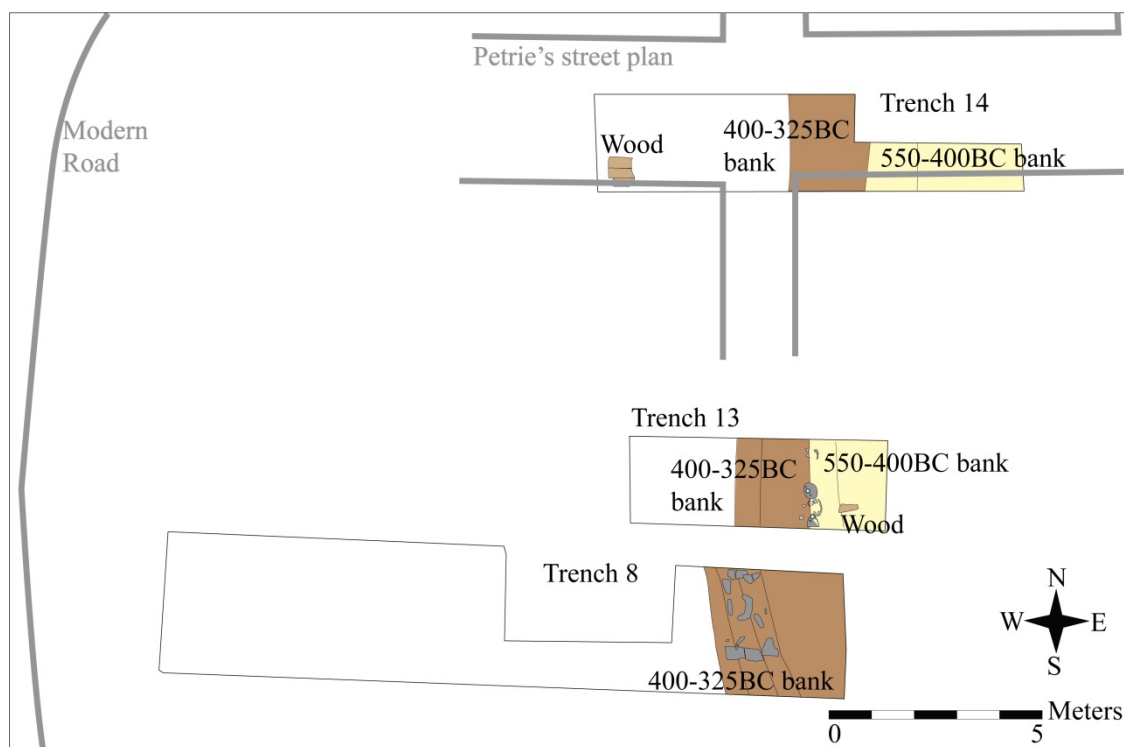 Petrie's street plan
Modern
Road
Trench 14
Wood
400-325BC
bank
550-400BC bank
Trench 13
400-325BC
bank
550-400BC bank
Wood
Trench 8
400-325BC bank
N
W
E
S
Meters
0
5